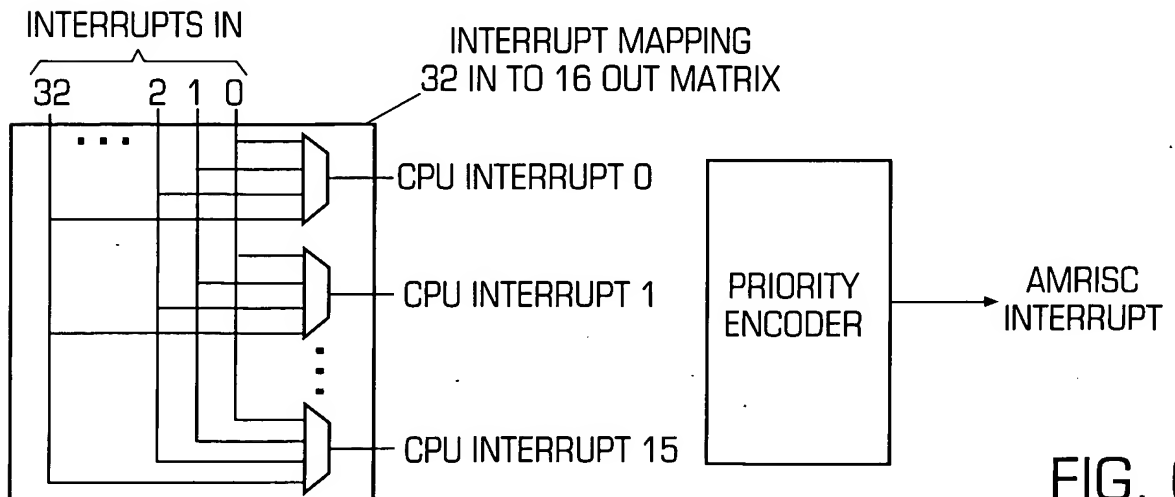 INTERRUPTS IN
32 2 1 0
INTERRUPT MAPPING
32 IN TO 16 OUT MATRIX
CPU INTERRUPT 0
CPU INTERRUPT 1
CPU INTERRUPT 15
PRIORITY
ENCODER
AMRISC
INTERRUPT
FIG.